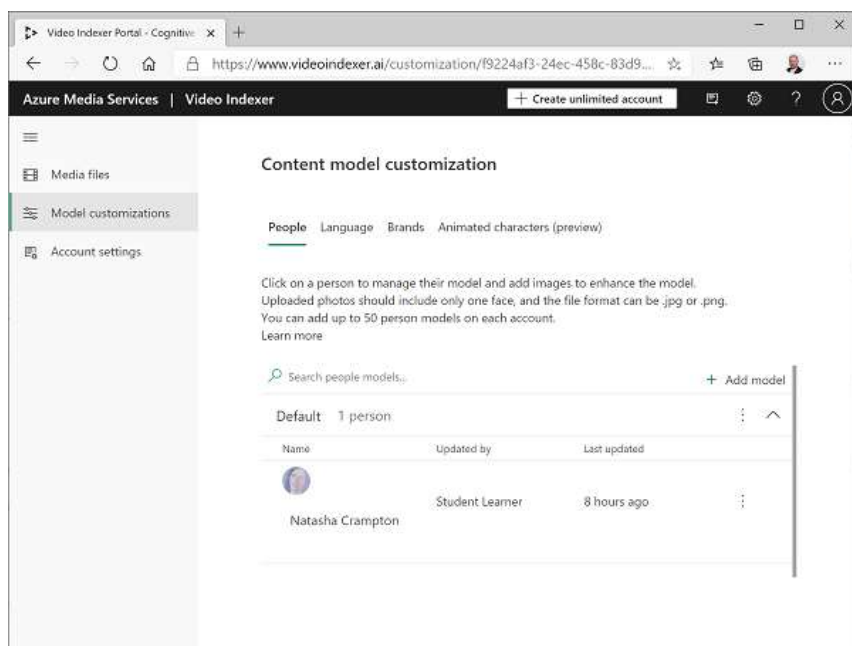 Video Indexer Portal - Cognitive
https://www.videoindexer.ai/customization/f9224af3-24ec-458c-83d9...
Azure Media Services | Video Indexer
+ Create unlimited account
?
Media files
Model customizations
Account settings
Content model customization
People Language Brands Animated characters (preview)
Click on a person to manage their model and add images to enhance the model.
Uploaded photos should include only one face, and the file format can be .jpg or .png.
You can add up to 50 person models on each account.
Learn more
Search people models...
+ Add model
Default 1 person
Name Updated by Last updated
Student Learner 8 hours ago
Natasha Crampton